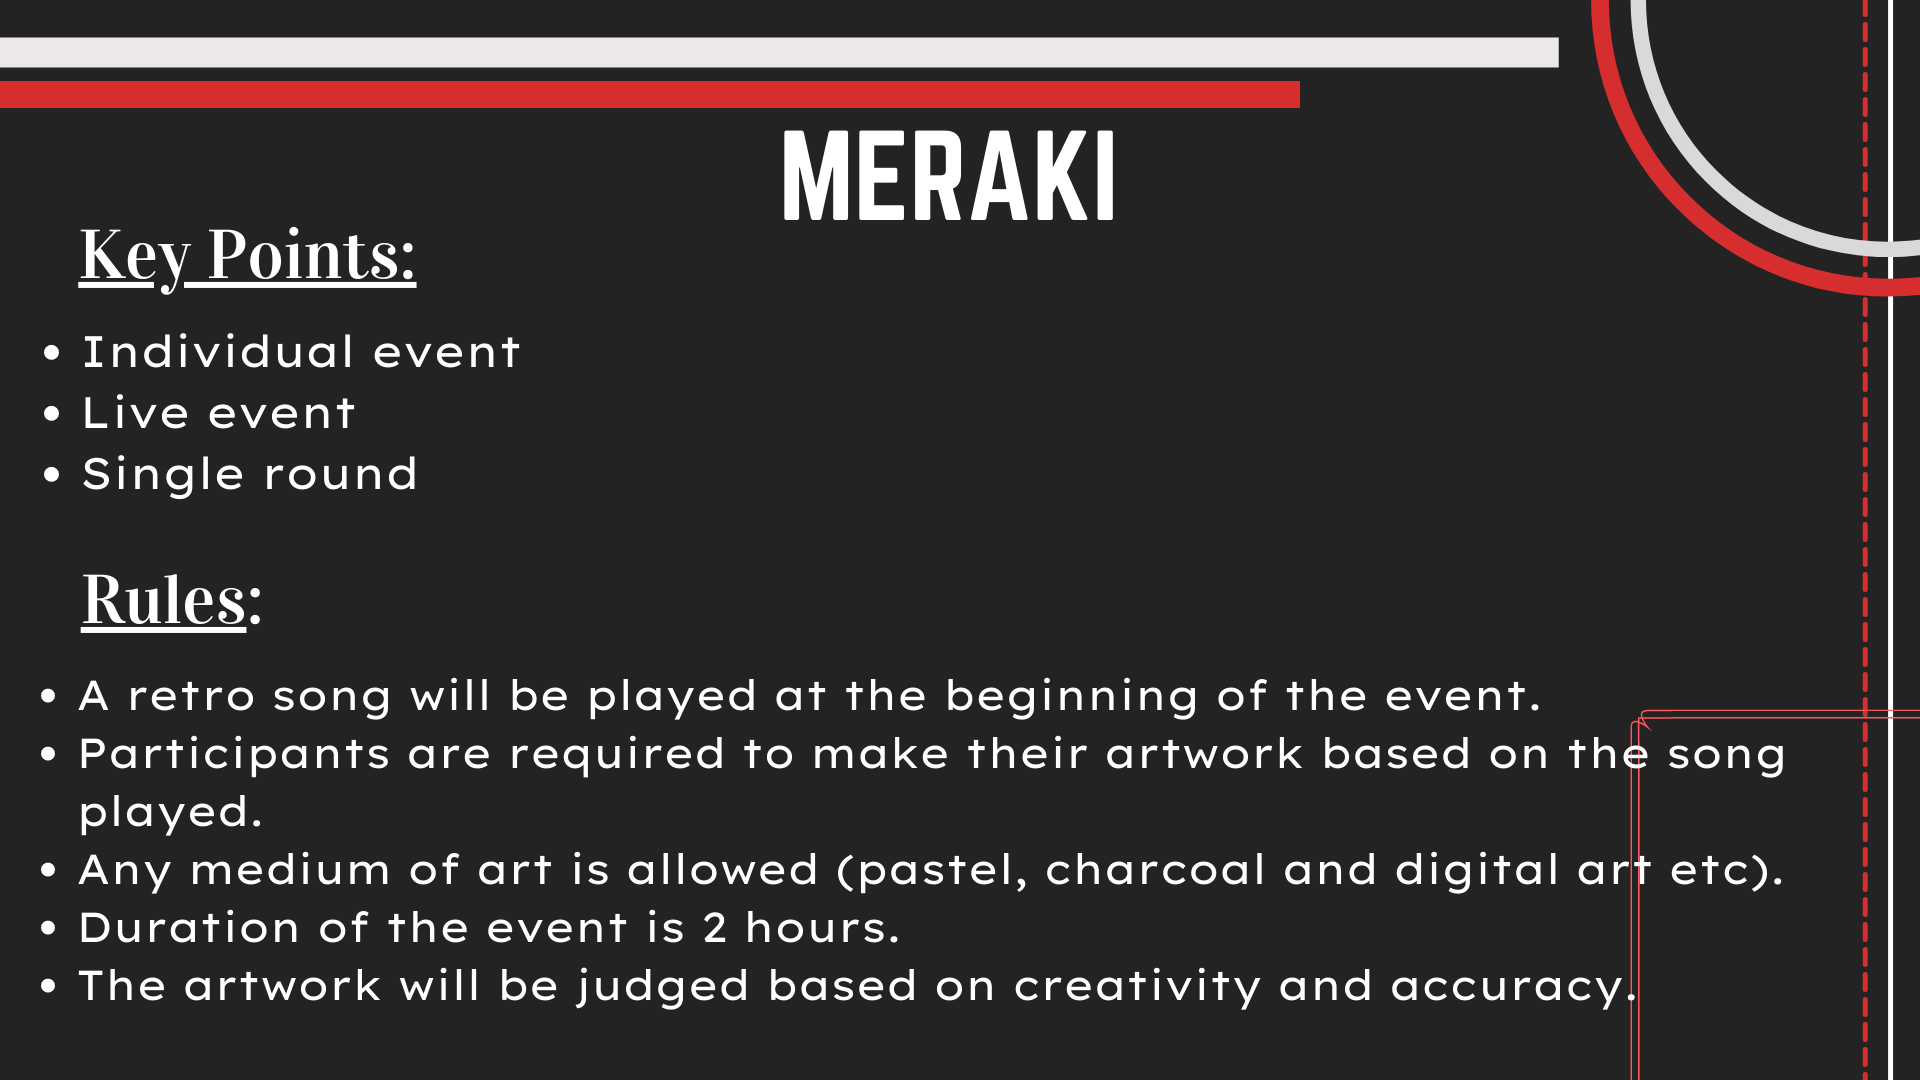 MERAKI
Key Points:
• Individual event
• Live event
• Single round
Rules:
• A retro song will be played at the beginning of the event.
• Participants are required to make their artwork based on the song
played.
• Any medium of art is allowed (pastel, charcoal and digital art etc).
• Duration of the event is 2 hours.
• The artwork will be judged based on creativity and accuracy.